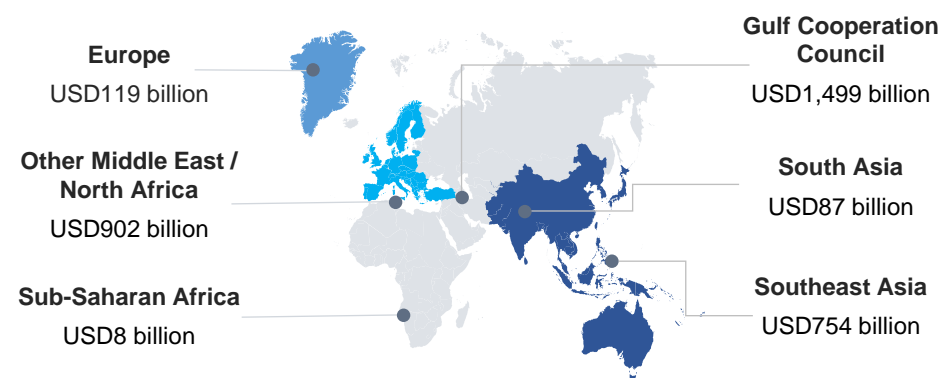 Europe
USD119 billion
Other Middle East /
North Africa
USD902 billion
Sub-Saharan Africa
USD8 billion
Gulf Cooperation
Council
USD1,499 billion
South Asia
USD87 billion
Southeast Asia
USD754 billion